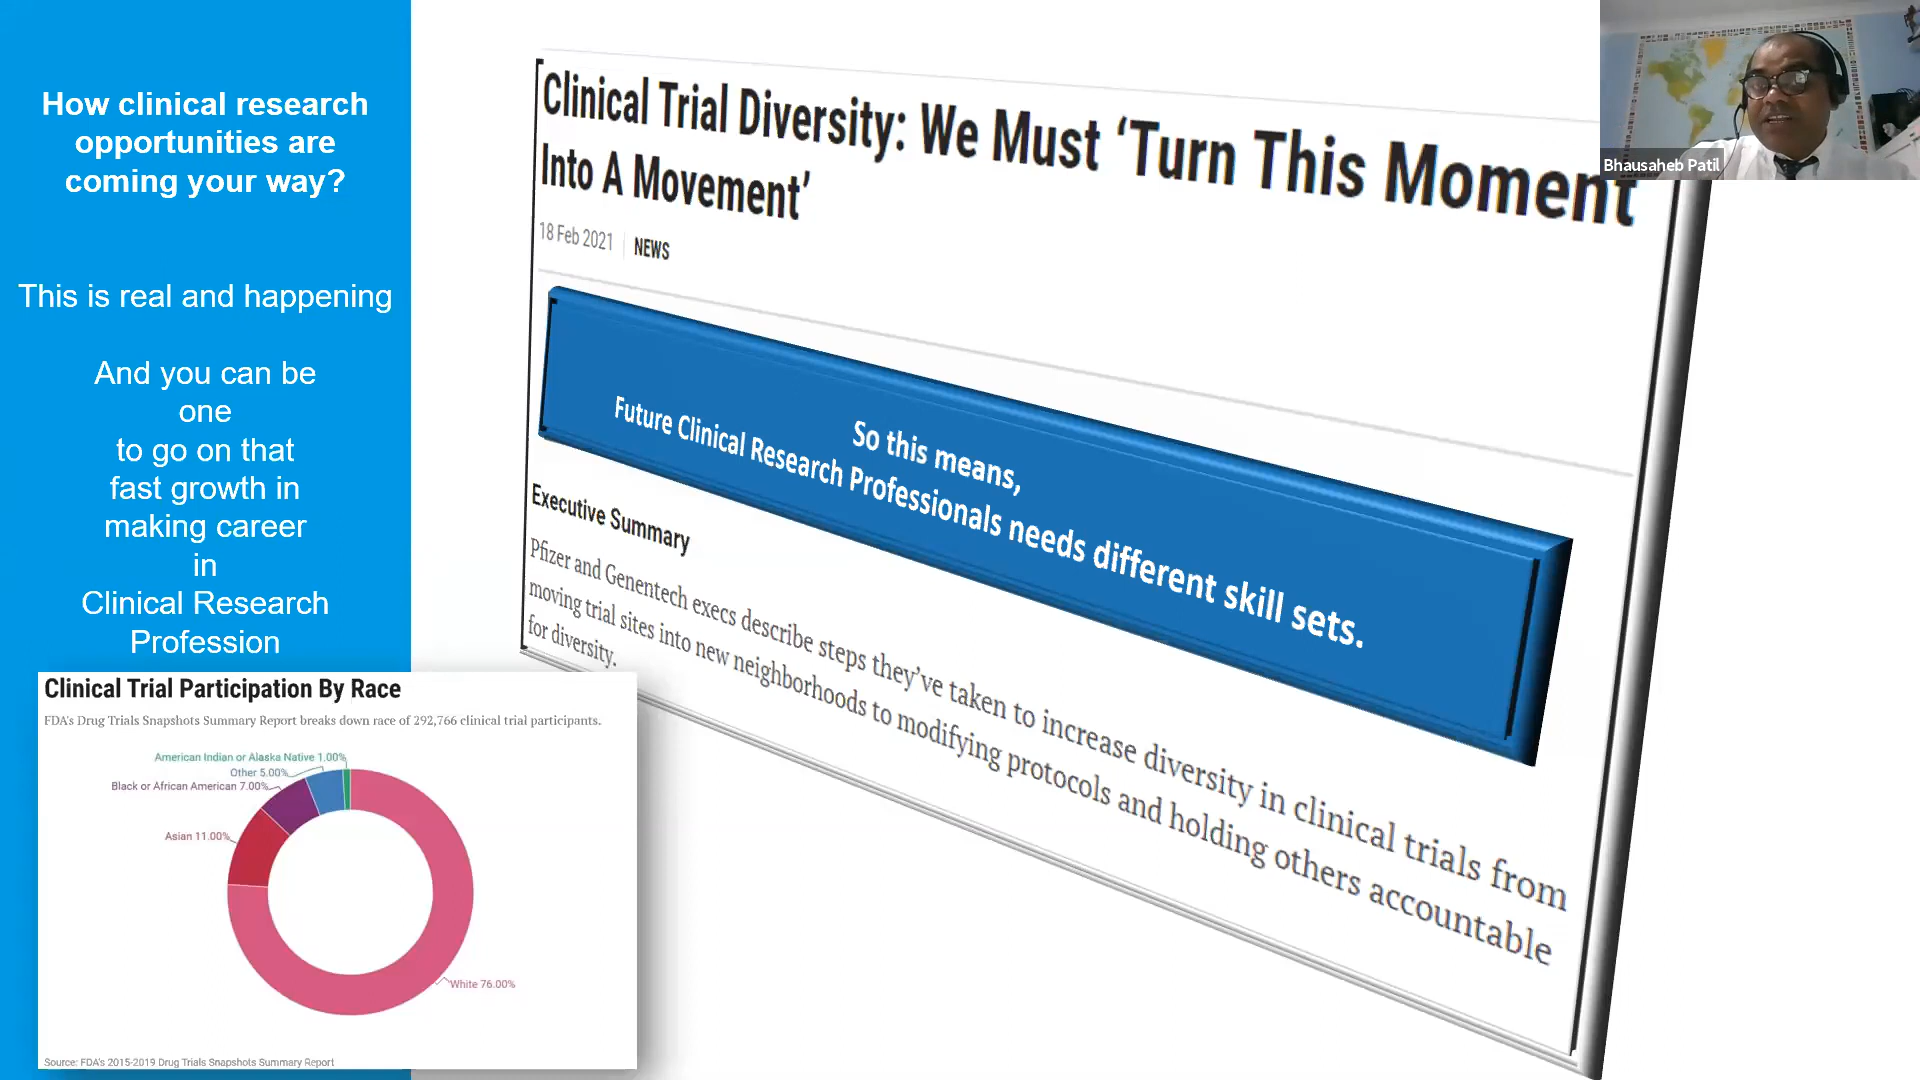 How clinical research
opportunities are
coming your way?
This is real and happening
And you can be
one
to go on that
fast growth in
making career
in
Clinical Research
Profession
Clinical Trial Diversity: We Must ‘Turn This Moment
Into A Movement’
18 Feb 2021 NEWS
So this means,
Future Clinical Research Professionals needs different skill sets.
Executive Summary
Pfizer and Genentech execs describe steps they’ve taken to increase diversity in clinical trials from
moving trial sites into new neighborhoods to modifying protocols and holding others accountable
for diversity.
Bhausaheb Patil
Clinical Trial Participation By Race
FDA's Drug Trials Snapshots Summary Report breaks down race of 292,766 clinical trial participants.
American Indian or Alaska Native 1.00%
Other 5.00%
Black or African American 7.00%
Asian 11.00%
White 76.00%
Source: FDA's 2015-2019 Drug Trials Snapshots Summary Report